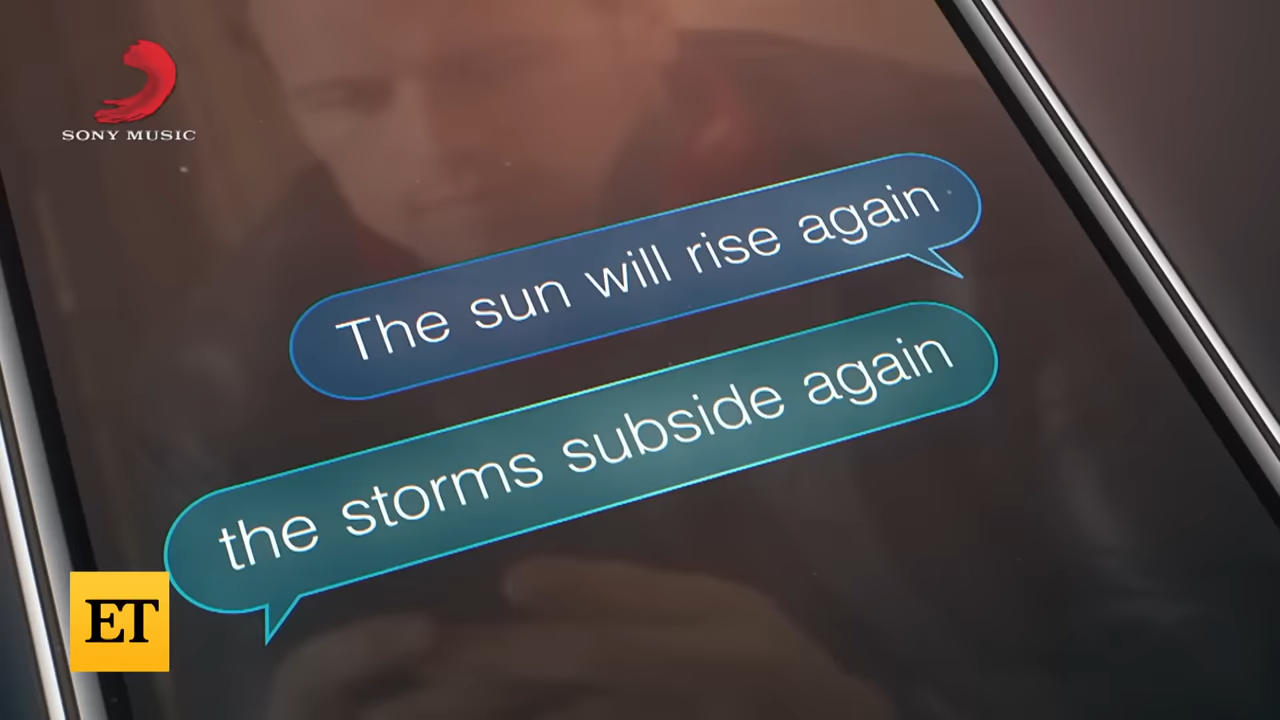 SONY MUSIC
The sun will rise again
the storms subside again
ET